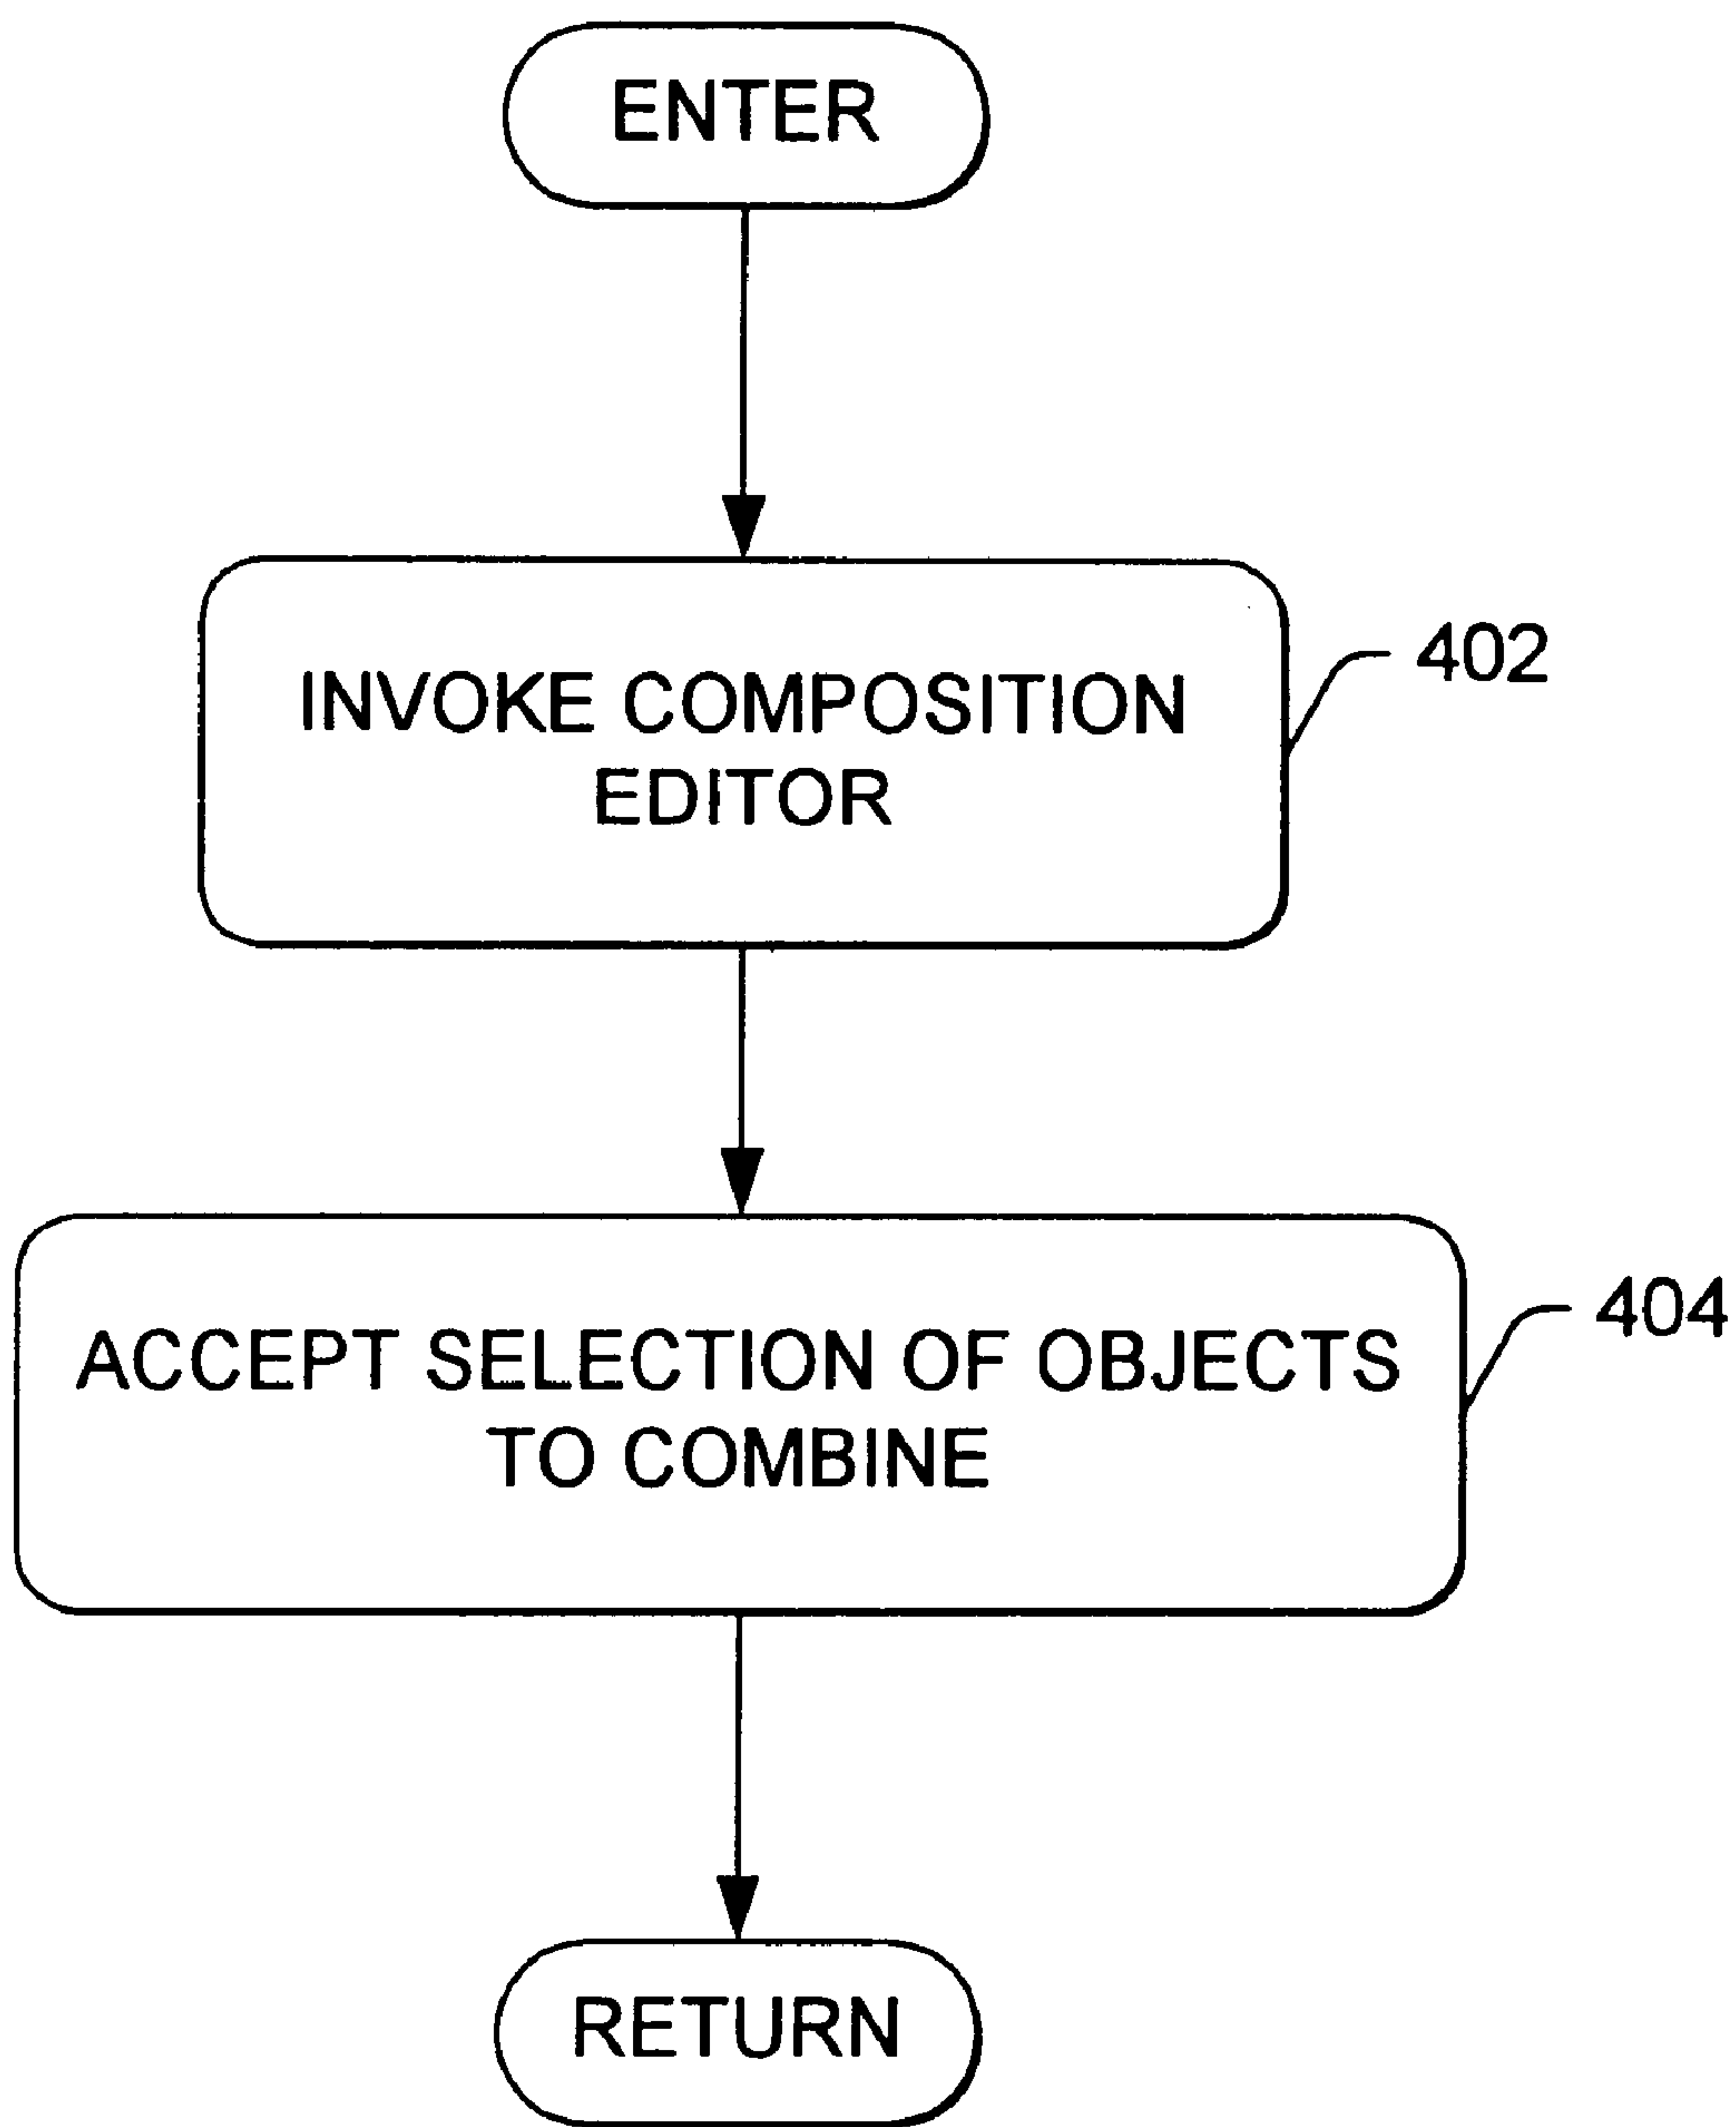 ENTER
INVOKE COMPOSITION
EDITOR
402
ACCEPT SELECTION OF OBJECTS
TO COMBINE
404
RETURN